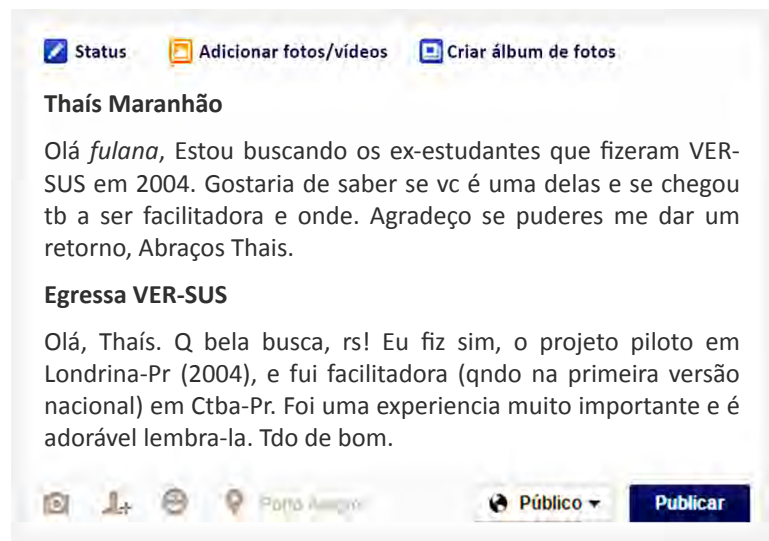 Status Adicionar fotos/vídeos Criar álbum de fotos
Thaís Maranhão
Olá fulana, Estou buscando os ex-estudantes que fizeram VER-
SUS em 2004. Gostaria de saber se vc é uma delas e se chegou
tb a ser facilitadora e onde. Agradeço se puderes me dar um
retorno, Abraços Thais.
Egressa VER-SUS
Olá, Thaís. Q bela busca, rs! Eu fiz sim, o projeto piloto em
Londrina-Pr (2004), e fui facilitadora (qndo na primeira versão
nacional) em Ctba-Pr. Foi uma experiencia muito importante e é
adorável lembra-la. Tdo de bom.
Porto Alegre Público Publicar